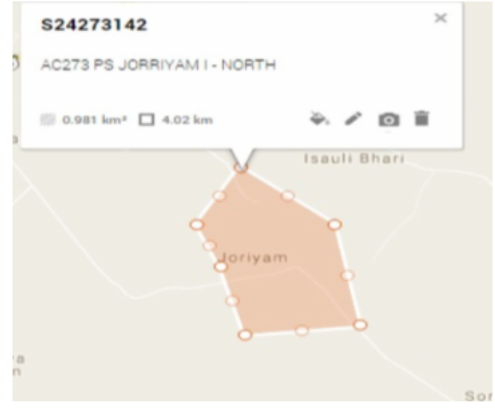 S24273142
AC273 PS JORRIYAM I - NORTH
0.981 km² 4.02 km
Isauli Bhari
Joriyam